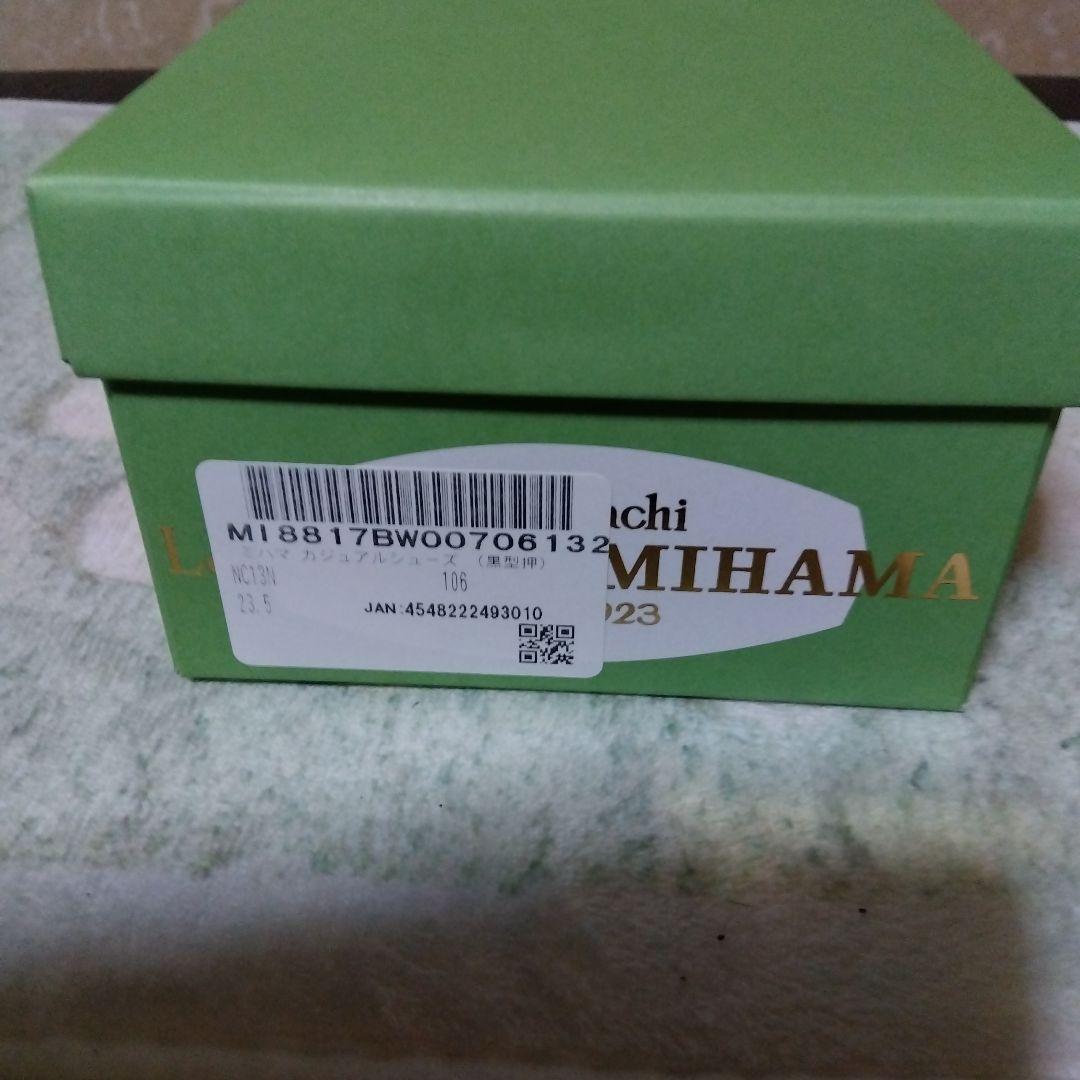 achi
MIHAMA
923
MI8817BW00706132
ミハマ カジュアルシューズ (黒型押)
NC13N 106
23.5 JAN:4548222493010